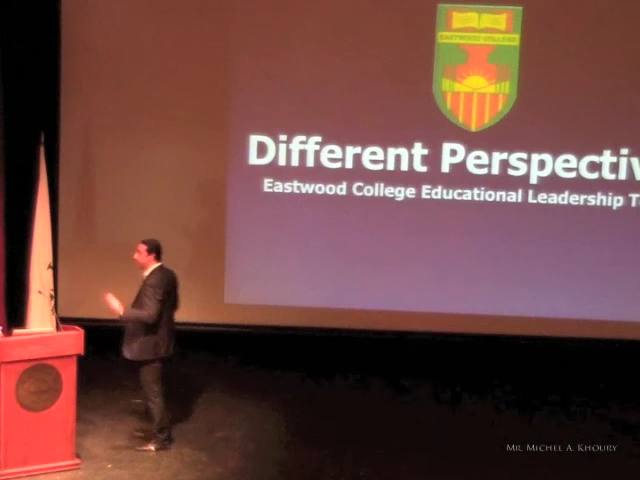 EASTWOOD COLLEGE
Different Perspectiv
Eastwood College Educational Leadership T
Mr. Michel A. Khoury